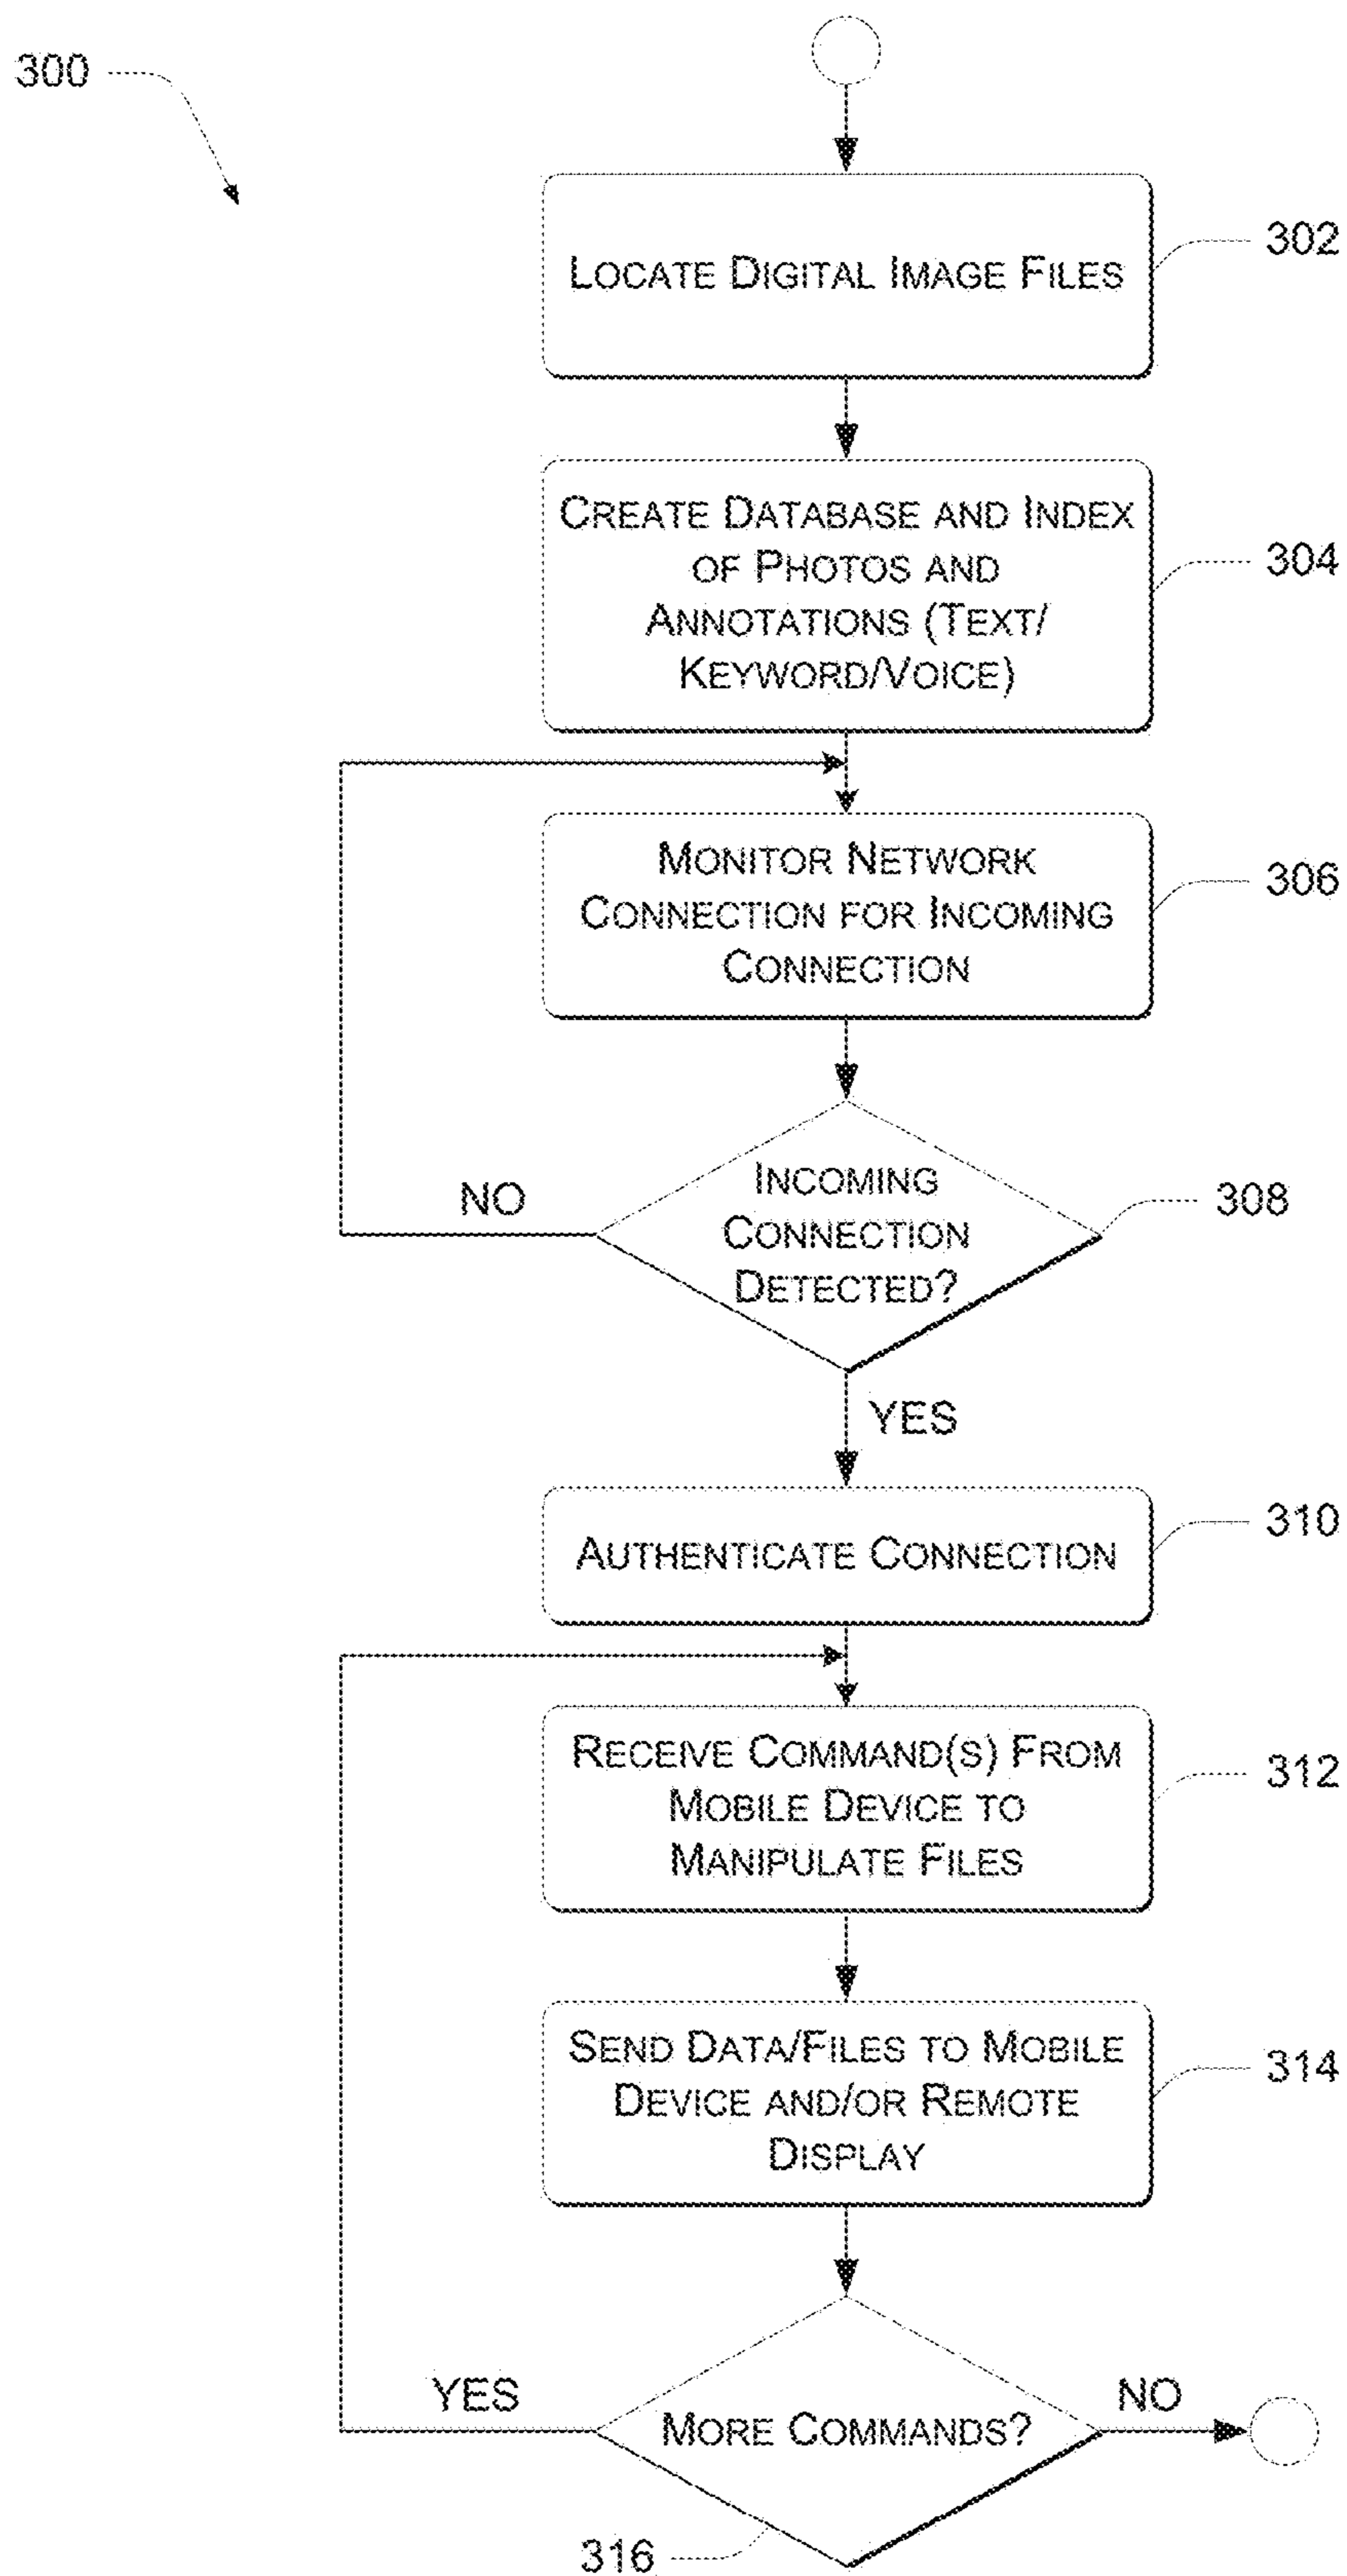 300
LOCATE DIGITAL IMAGE FILES
302
CREATE DATABASE AND INDEX
OF PHOTOS AND
ANNOTATIONS (TEXT/
KEYWORD/VOICE)
304
MONITOR NETWORK
CONNECTION FOR INCOMING
CONNECTION
306
INCOMING
CONNECTION
DETECTED?
308
NO
YES
AUTHENTICATE CONNECTION
310
RECEIVE COMMAND(S) FROM
MOBILE DEVICE TO
MANIPULATE FILES
312
SEND DATA/FILES TO MOBILE
DEVICE AND/OR REMOTE
DISPLAY
314
YES
MORE COMMANDS?
NO
316